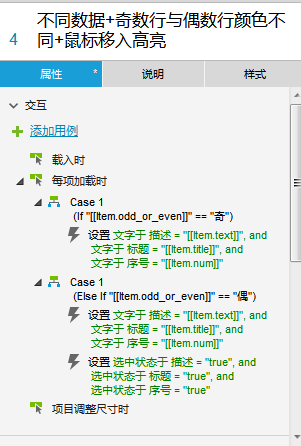 不同数据+奇数行与偶数行颜色不
4
同+鼠标移入高亮
属性
*
说明
样式
交互
添加用例
载入时
每项加载时
Case 1
(If "[[Item.odd_or_even]]" == "奇")
设置 文字于 描述 = "[[Item.text]]", and
文字于 标题 = "[[Item.title]]", and
文字于 序号 = "[[Item.num]]"
Case 1
(Else If "[[Item.odd_or_even]]" == "偶")
设置 文字于 描述 = "[[Item.text]]", and
文字于 标题 = "[[Item.title]]", and
文字于 序号 = "[[Item.num]]"
设置 选中状态于 描述 = "true", and
选中状态于 标题 = "true", and
选中状态于 序号 = "true"
项目调整尺寸时